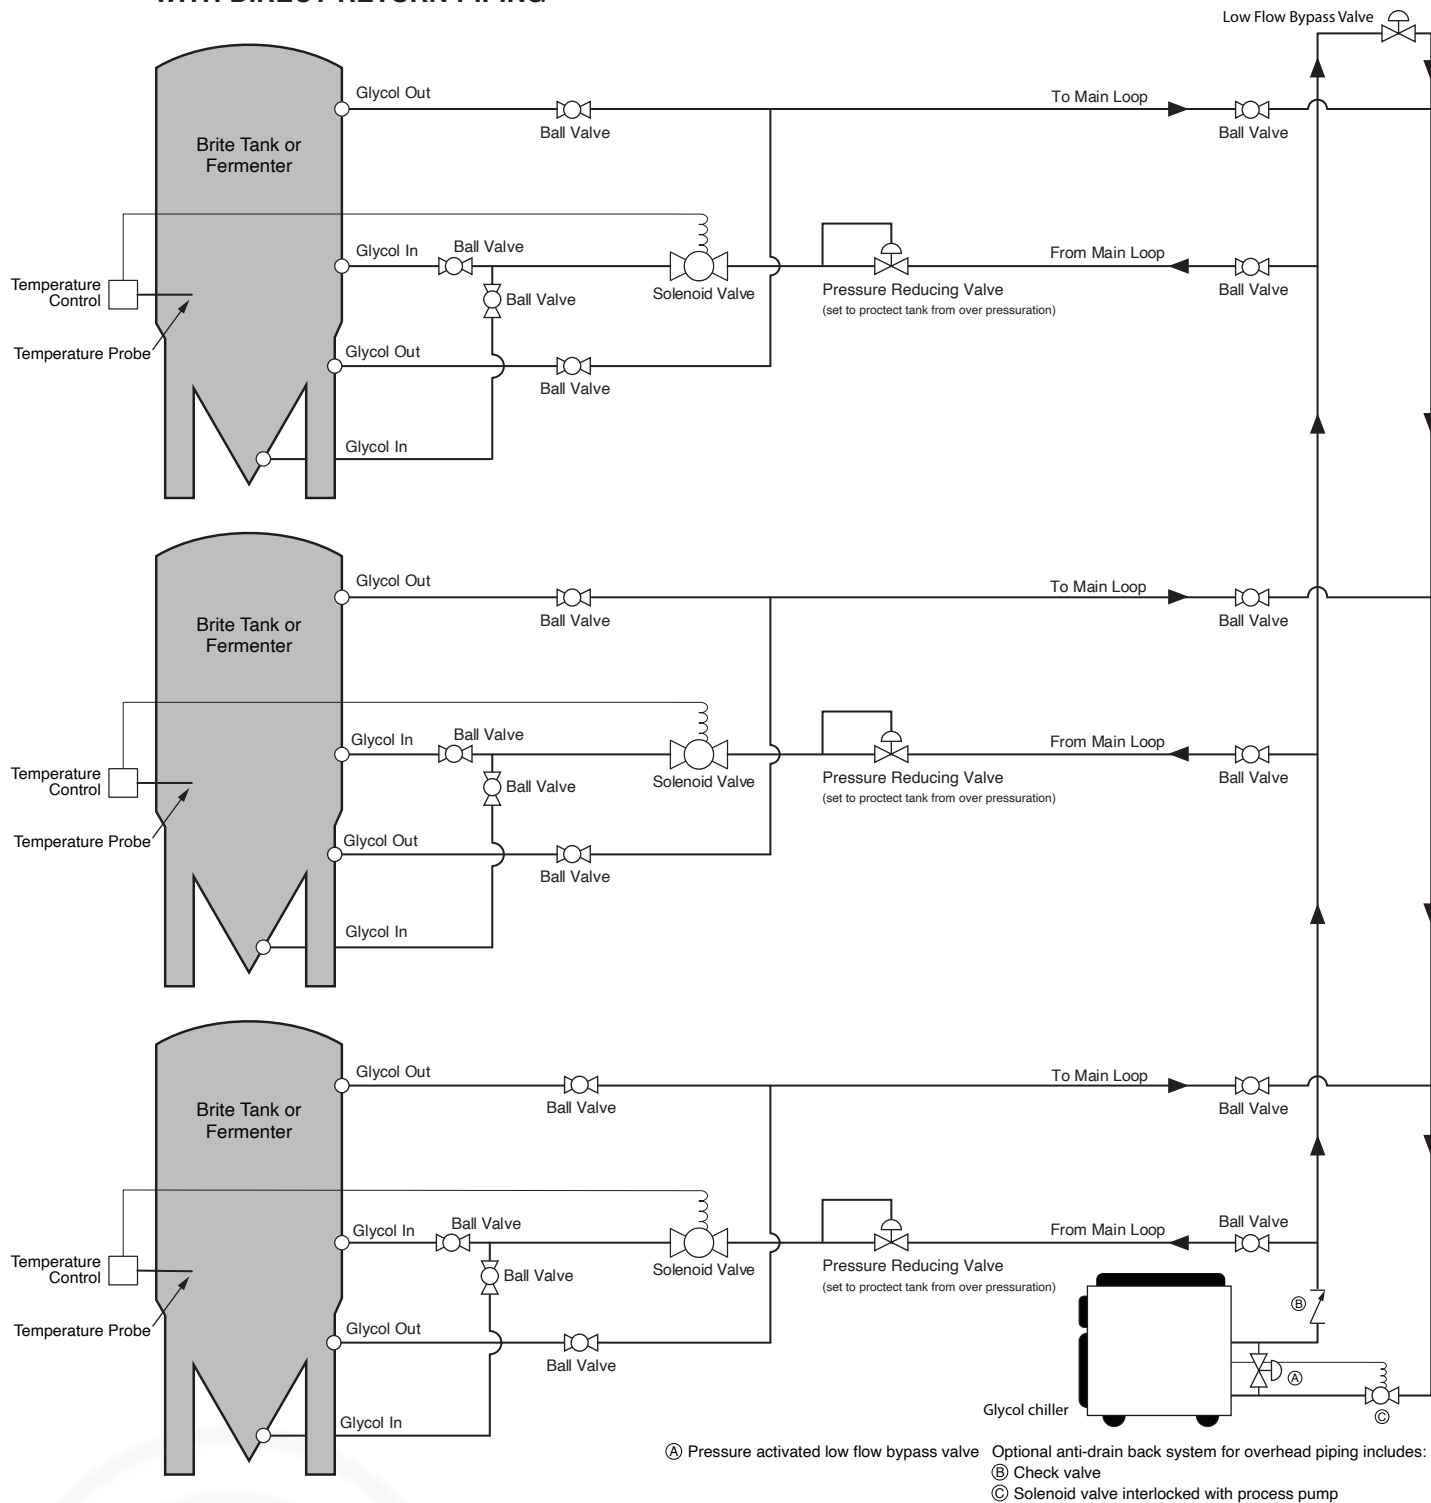 WITH DIRECT RETURN PIPING
Low Flow Bypass Valve
Glycol Out
Ball Valve
To Main Loop
Ball Valve
Brite Tank or
Fermenter
Glycol In
Ball Valve
Ball Valve
Solenoid Valve
Pressure Reducing Valve
(set to proctect tank from over pressuration)
From Main Loop
Ball Valve
Temperature
Control
Temperature Probe
Glycol Out
Ball Valve
Glycol In
Glycol Out
Ball Valve
To Main Loop
Ball Valve
Brite Tank or
Fermenter
Glycol In
Ball Valve
Ball Valve
Solenoid Valve
Pressure Reducing Valve
(set to proctect tank from over pressuration)
From Main Loop
Ball Valve
Temperature
Control
Temperature Probe
Glycol Out
Ball Valve
Glycol In
Glycol Out
Ball Valve
To Main Loop
Ball Valve
Brite Tank or
Fermenter
Glycol In
Ball Valve
Ball Valve
Solenoid Valve
Pressure Reducing Valve
(set to proctect tank from over pressuration)
From Main Loop
Ball Valve
Temperature
Control
Temperature Probe
Glycol Out
Ball Valve
Glycol In
B
A
C
Glycol chiller
Ⓐ Pressure activated low flow bypass valve
Optional anti-drain back system for overhead piping includes:
Ⓑ Check valve
Ⓒ Solenoid valve interlocked with process pump